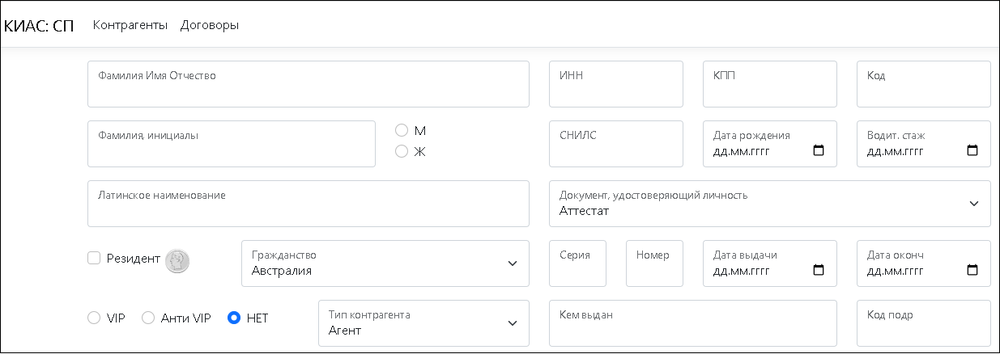 КИАС: СП Контрагенты Договоры
Фамилия Имя Отчество ИНН КПП Код
Фамилия, инициалы М СНИЛС Дата рождения Водит. стаж
Ж дд.мм.гггг дд.мм.гггг
Латинское наименование Документ, удостоверяющий личность
Аттестат
Резидент Гражданство Серия Номер Дата выдачи Дата оконч
Австралия дд.мм.гггг дд.мм.гггг
VIP Анти VIP НЕТ Тип контрагента Кем выдан Код подр
Агент